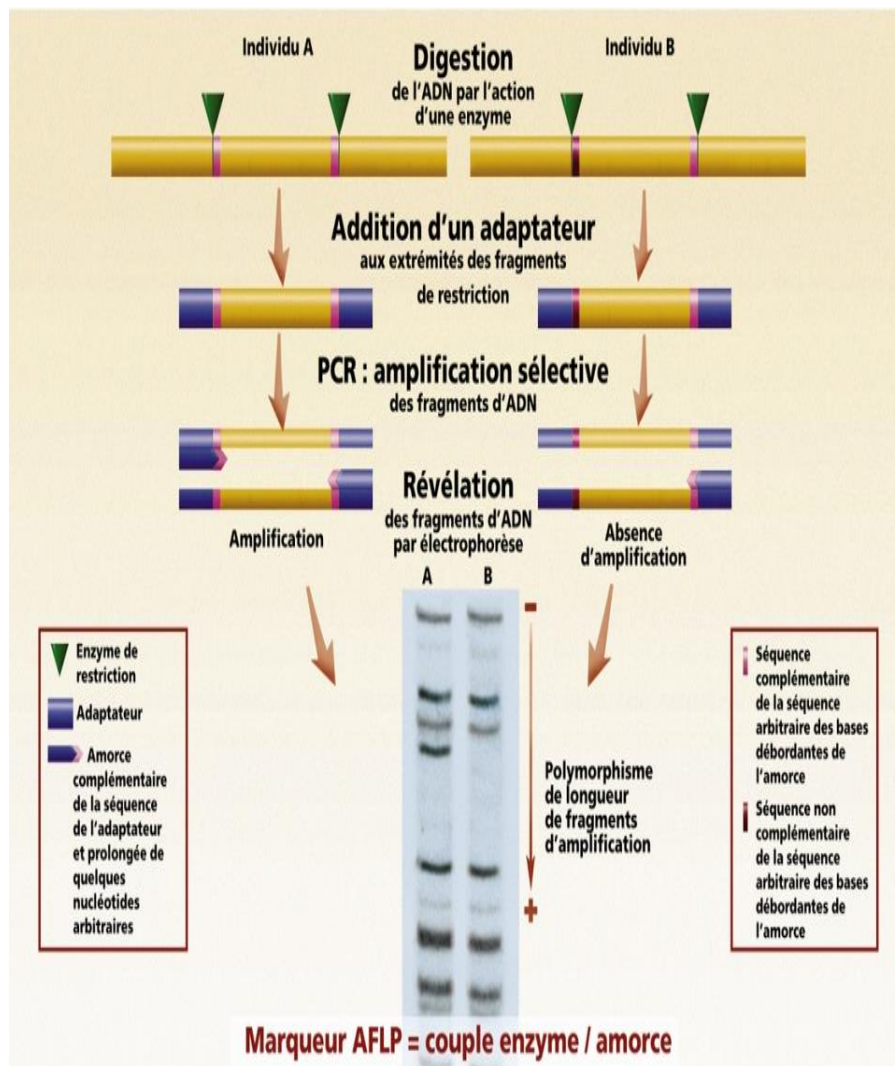 Individu A
Digestion
de l'ADN par l'action
d'une enzyme
Individu B
Addition d'un adaptateur
aux extrémités des fragments
de restriction
PCR : amplification sélective
des fragments d'ADN
Amplification
Révélation
des fragments d'ADN
par électrophorèse
Absence
d'amplification
A
B
-
+
Polymorphisme
de longueur
de fragments
d'amplification
Enzyme de
restriction
Adaptateur
Amorce
complémentaire
de la séquence
de l'adaptateur
et prolongée de
quelques
nucléotides
arbitraires
Séquence
complémentaire
de la séquence
arbitraire des bases
débordantes de
l'amorce
Séquence non
complémentaire
de la séquence
arbitraire des bases
débordantes de
l'amorce
Marqueur AFLP = couple enzyme / amorce